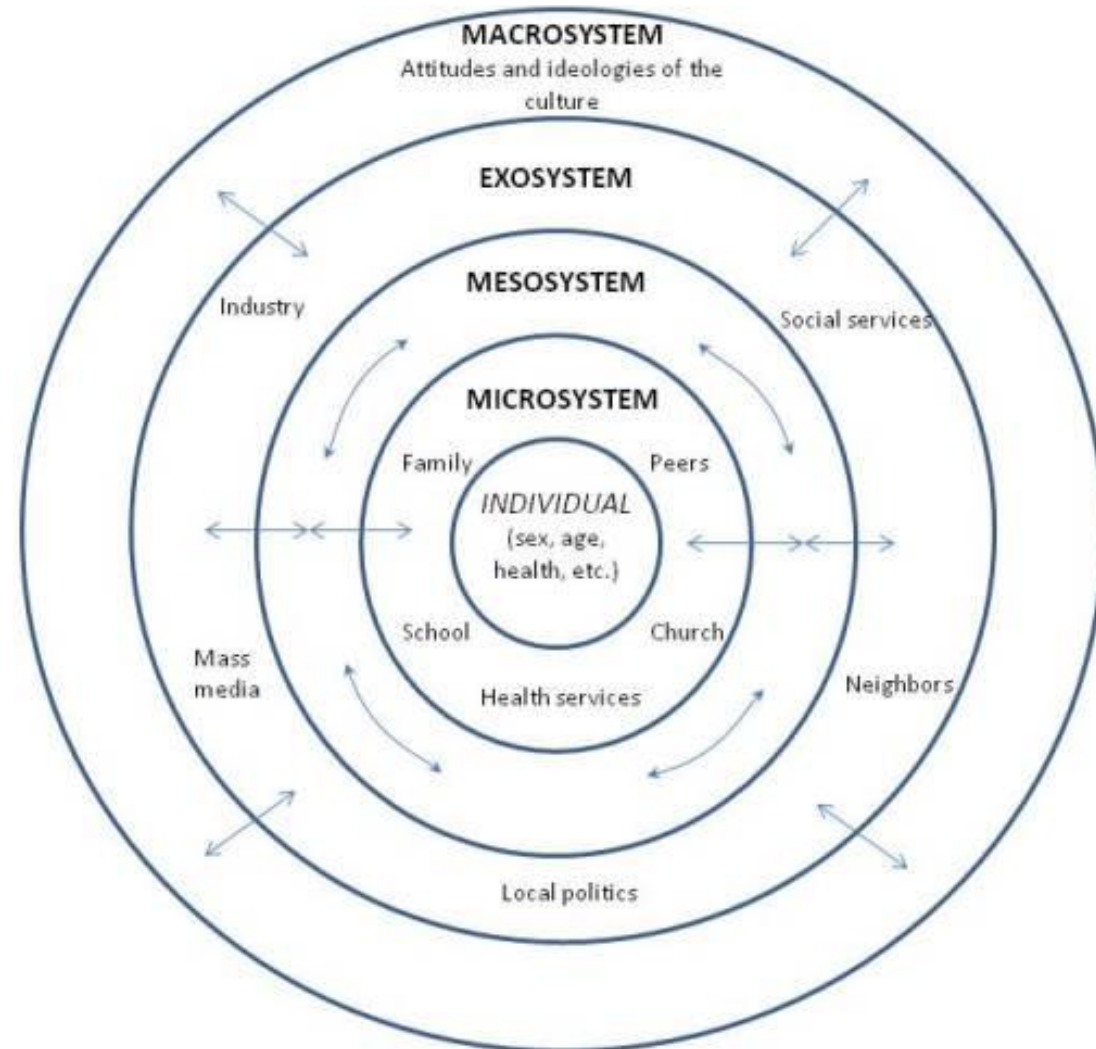 MACROSYSTEM
Attitudes and ideologies of the
culture
EXOSYSTEM
MESOSYSTEM
Industry
Social services
MICROSYSTEM
Family
Peers
INDIVIDUAL
(sex, age,
health, etc.)
School
Church
Mass
media
Neighbors
Health services
Local politics